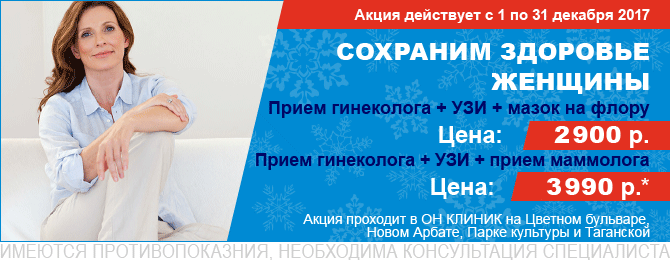 Акция действует с 1 по 31 декабря 2017
СОХРАНИМ ЗДОРОВЬЕ
ЖЕНЩИНЫ
Прием гинеколога + УЗИ + мазок на флору
Цена: 2900 р.
Прием гинеколога + УЗИ + прием маммолога
Цена: 3990 р.*
Акция проходит в ОН КЛИНИК на Цветном бульваре,
Новом Арбате, Парке культуры и Таганской
ИМЕЮТСЯ ПРОТИВОПОКАЗНИЯ, НЕОБХОДИМА КОНСУЛЬТАЦИЯ СПЕЦИАЛИСТА